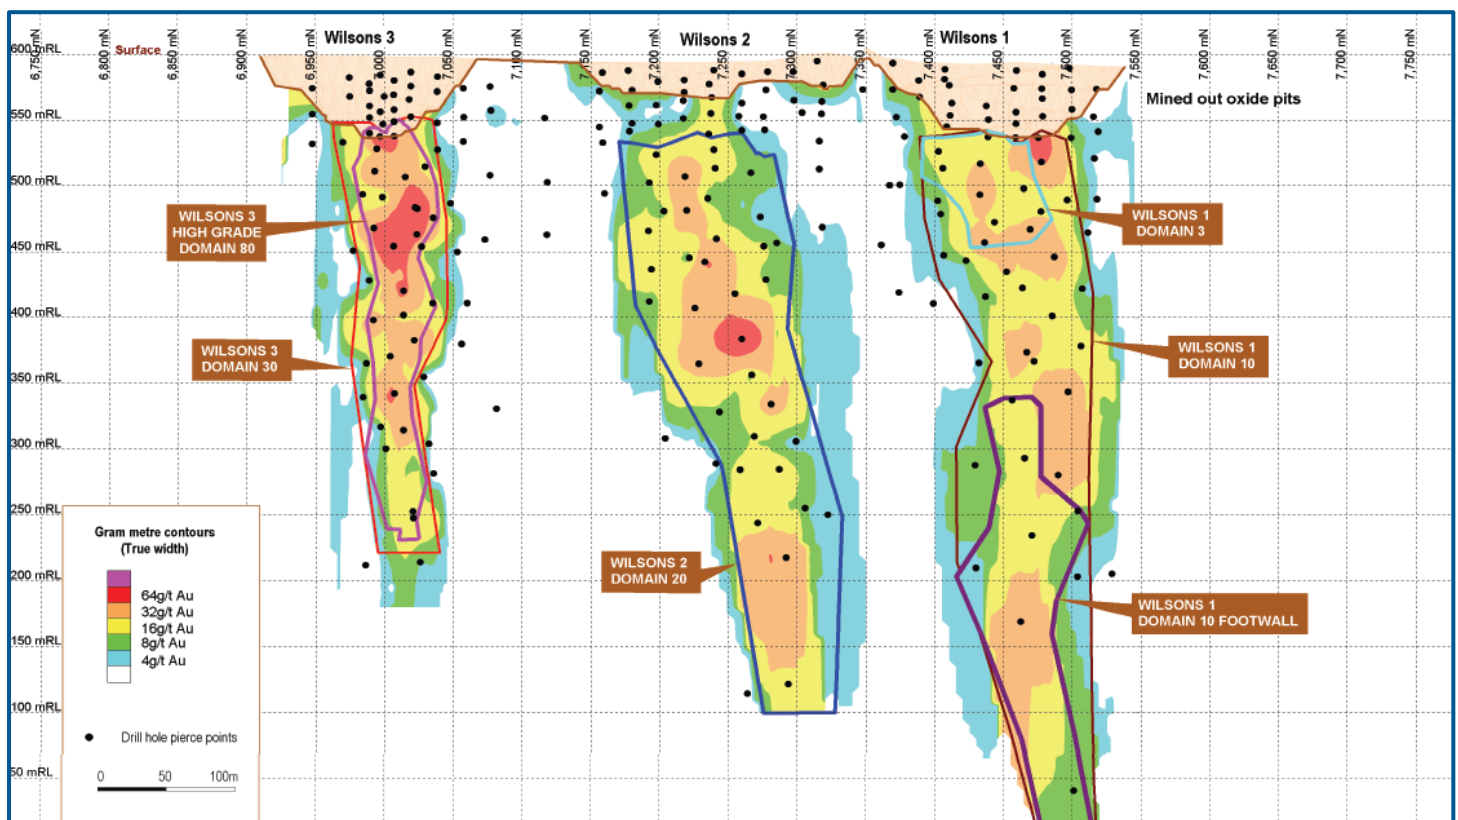 Wilsons 3
Wilsons 2
Wilsons 1
600 mRL
Surface
6,750 mN
6,800 mN
6,850 mN
6,900 mN
6,950 mN
7,000 mN
7,050 mN
7,100 mN
7,150 mN
7,200 mN
7,250 mN
7,300 mN
7,350 mN
7,400 mN
7,450 mN
7,500 mN
7,550 mN
7,600 mN
7,650 mN
7,700 mN
7,750 mN
Mined out oxide pits
550 mRL
500 mRL
WILSONS 3
HIGH GRADE
DOMAIN 80
WILSONS 1
DOMAIN 3
450 mRL
400 mRL
WILSONS 3
DOMAIN 30
WILSONS 1
DOMAIN 10
350 mRL
300 mRL
250 mRL
Gram metre contours
(True width)
64g/t Au
32g/t Au
16g/t Au
8g/t Au
4g/t Au
WILSONS 2
DOMAIN 20
200 mRL
WILSONS 1
DOMAIN 10 FOOTWALL
150 mRL
100 mRL
Drill hole pierce points
50 mRL
0 50 100m